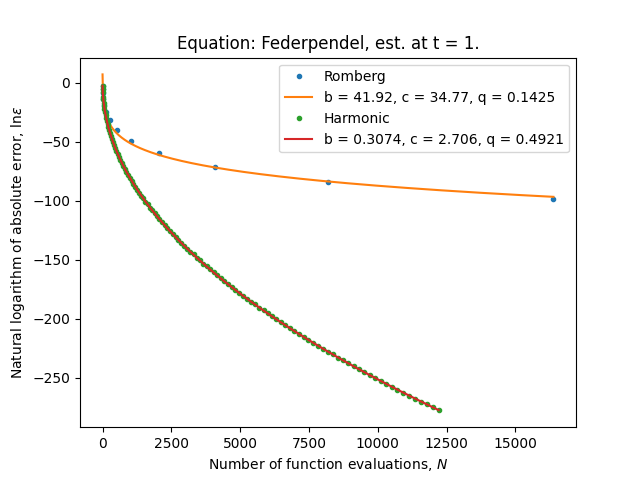 Equation: Federpendel, est. at t = 1.
Romberg
b = 41.92, c = 34.77, q = 0.1425
Harmonic
b = 0.3074, c = 2.706, q = 0.4921
Natural logarithm of absolute error, lnε
0
−50
−100
−150
−200
−250
0 2500 5000 7500 10000 12500 15000
Number of function evaluations, N